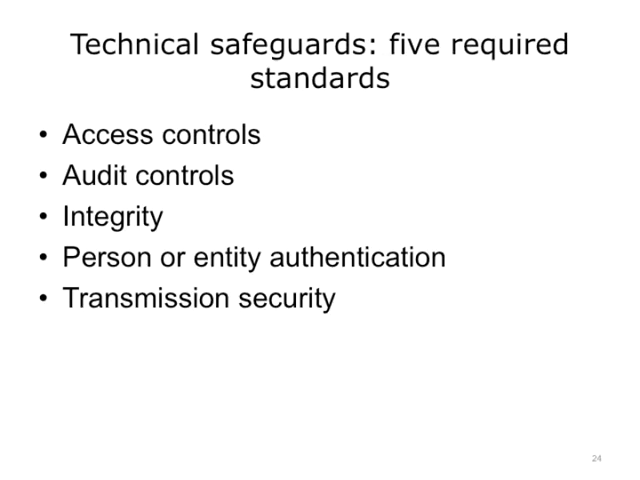 Technical safeguards: five required
standards
• Access controls
• Audit controls
• Integrity
• Person or entity authentication
• Transmission security
24